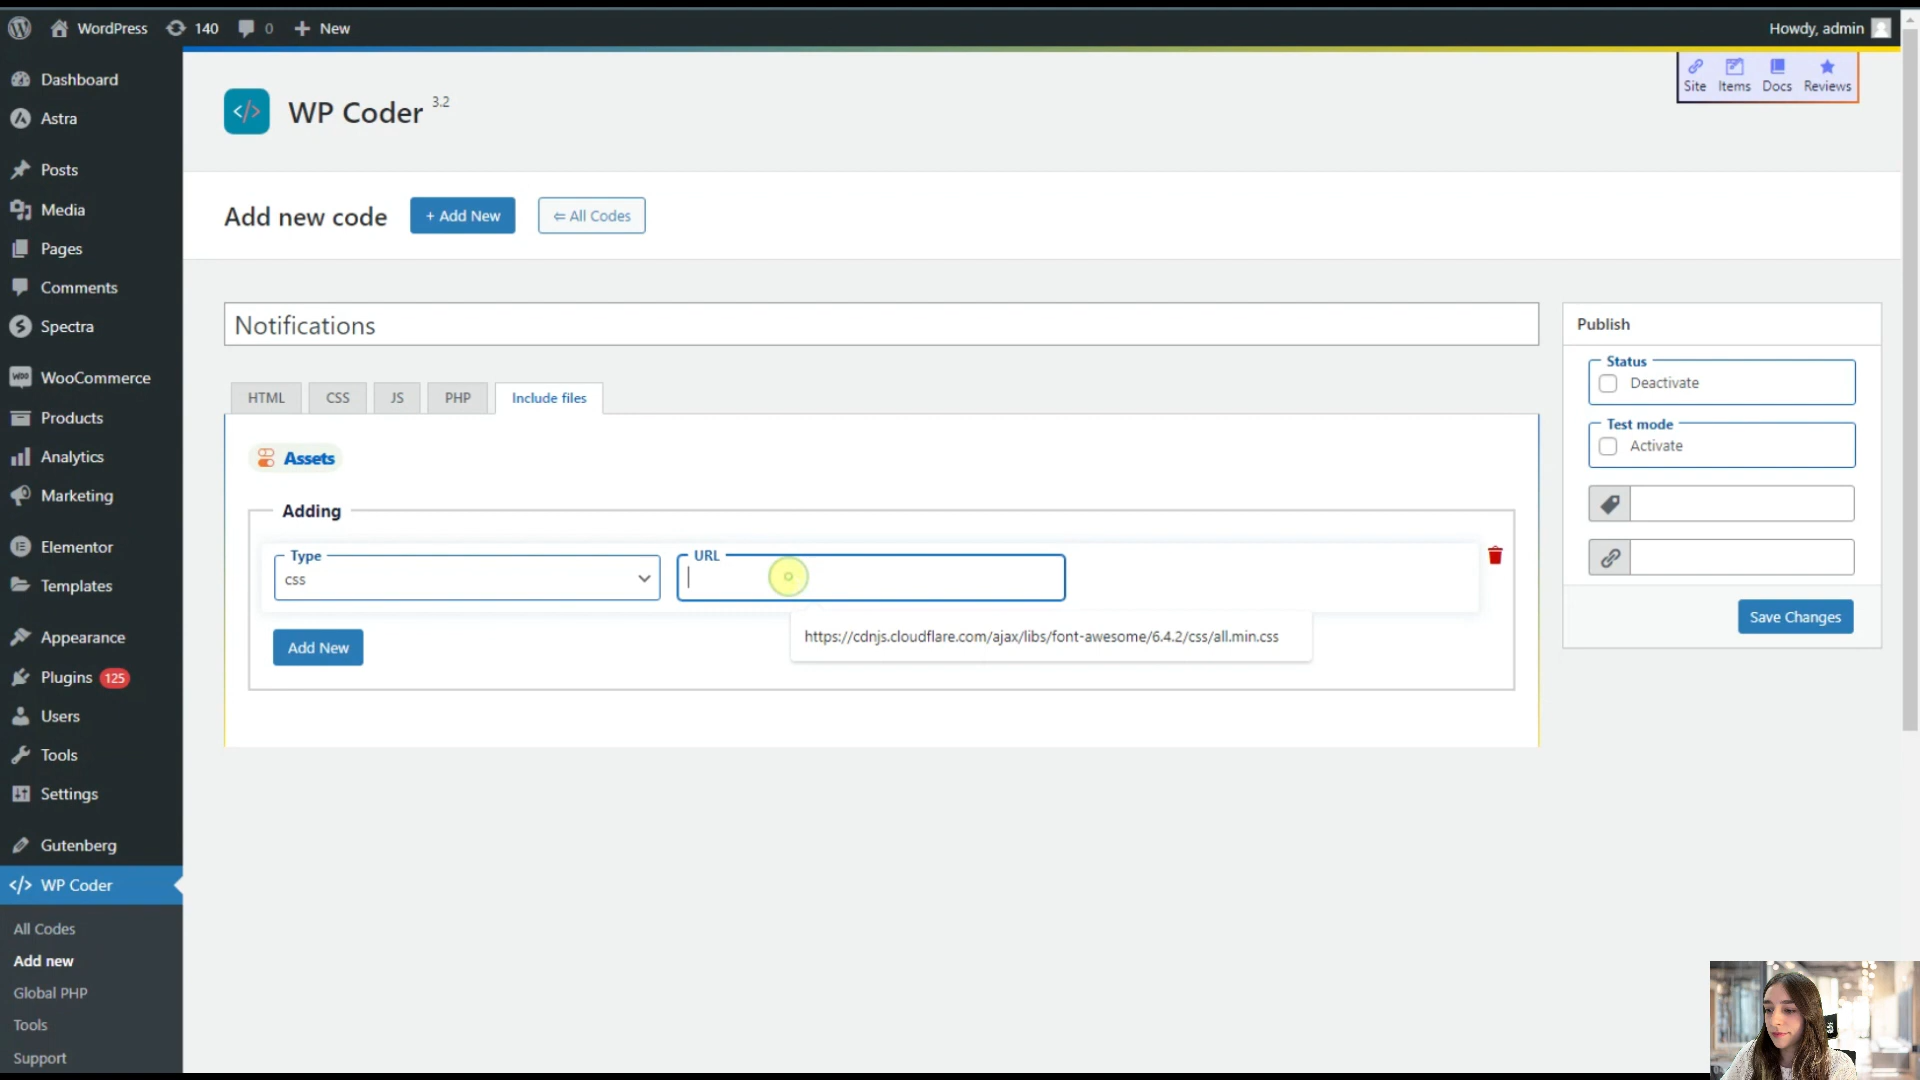 WordPress
140
0
New
Howdy, admin
Dashboard
Astra
Posts
Media
Pages
Comments
Spectra
WooCommerce
Products
Analytics
Marketing
Elementor
Templates
Appearance
Plugins 125
Users
Tools
Settings
Gutenberg
</> WP Coder
All Codes
Add new
Global PHP
Tools
Support
</> WP Coder 3.2
Site Items Docs Reviews
Add new code
+ Add New
⇐ All Codes
Notifications
HTML CSS JS PHP Include files
Assets
Adding
Type
css
URL
https://cdnjs.cloudflare.com/ajax/libs/font-awesome/6.4.2/css/all.min.css
Add New
Publish
Status
Deactivate
Test mode
Activate
Save Changes